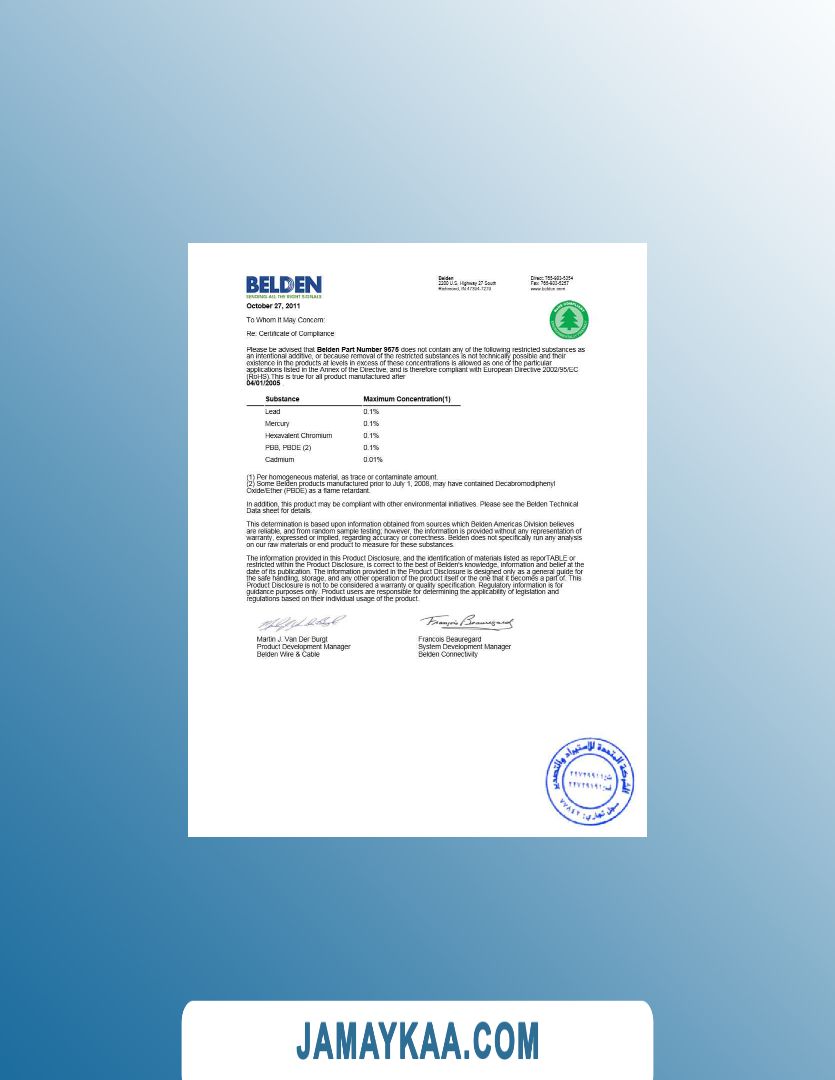 BELDEN
SENDING ALL THE RIGHT SIGNALS
Belden
2200 U.S. Highway 27 South
Richmond, IN 47374-7279
www.belden.com
October 27, 2011
To Whom It May Concern:
Re: Certificate of Compliance
Please be advised that Belden Part Number 9575 does not contain any of the following restricted substances as
an intentional additive, or because removal of the restricted substances is not technically possible and their
existence in the products at levels in excess of these concentrations is allowed as one of the particular
applications listed in the Annex of the Directive, and is therefore compliant with European Directive 2002/95/EC
(RoHS).This is true for all product manufactured after
04/01/2005 .
Substance Maximum Concentration(1)
Lead 0.1%
Mercury 0.1%
Hexavalent Chromium 0.1%
PBB, PBDE (2) 0.1%
Cadmium 0.01%
(1) Per homogeneous material, as trace or contaminate amount.
(2) Some Belden products manufactured prior to July 1, 2008, may have contained Decabromodiphenyl
Oxide/Ether (PBDE) as a flame retardant.
In addition, this product may be compliant with other environmental initiatives. Please see the Belden Technical
Data sheet for details.
This determination is based upon information obtained from sources which Belden Americas Division believes
are reliable, and from random sample testing; however, the information is provided without any representation of
warranty, expressed or implied, regarding accuracy or correctness. Belden does not specifically run any analysis
on our raw materials or end product to measure for these substances.
The information provided in this Product Disclosure, and the identification of materials listed as reporTABLE or
restricted within the Product Disclosure, is correct to the best of Belden's knowledge, information and belief at the
date of its publication. The information provided in the Product Disclosure is designed only as a general guide for
the safe handling, storage, and any other operation of the product itself or the one that it becomes a part of. This
Product Disclosure is not to be considered a warranty or quality specification. Regulatory information is for
guidance purposes only. Product users are responsible for determining the applicability of legislation and
regulations based on their individual usage of the product.
Francois Beauregard
Martin J. Van Der Burgt Francois Beauregard
Product Development Manager System Development Manager
Belden Wire & Cable Belden Connectivity
الشركة المتحدة للإستيراد والتصدير
سجل تجاري: ٧٧٨٤٢
JAMAYKAA.COM